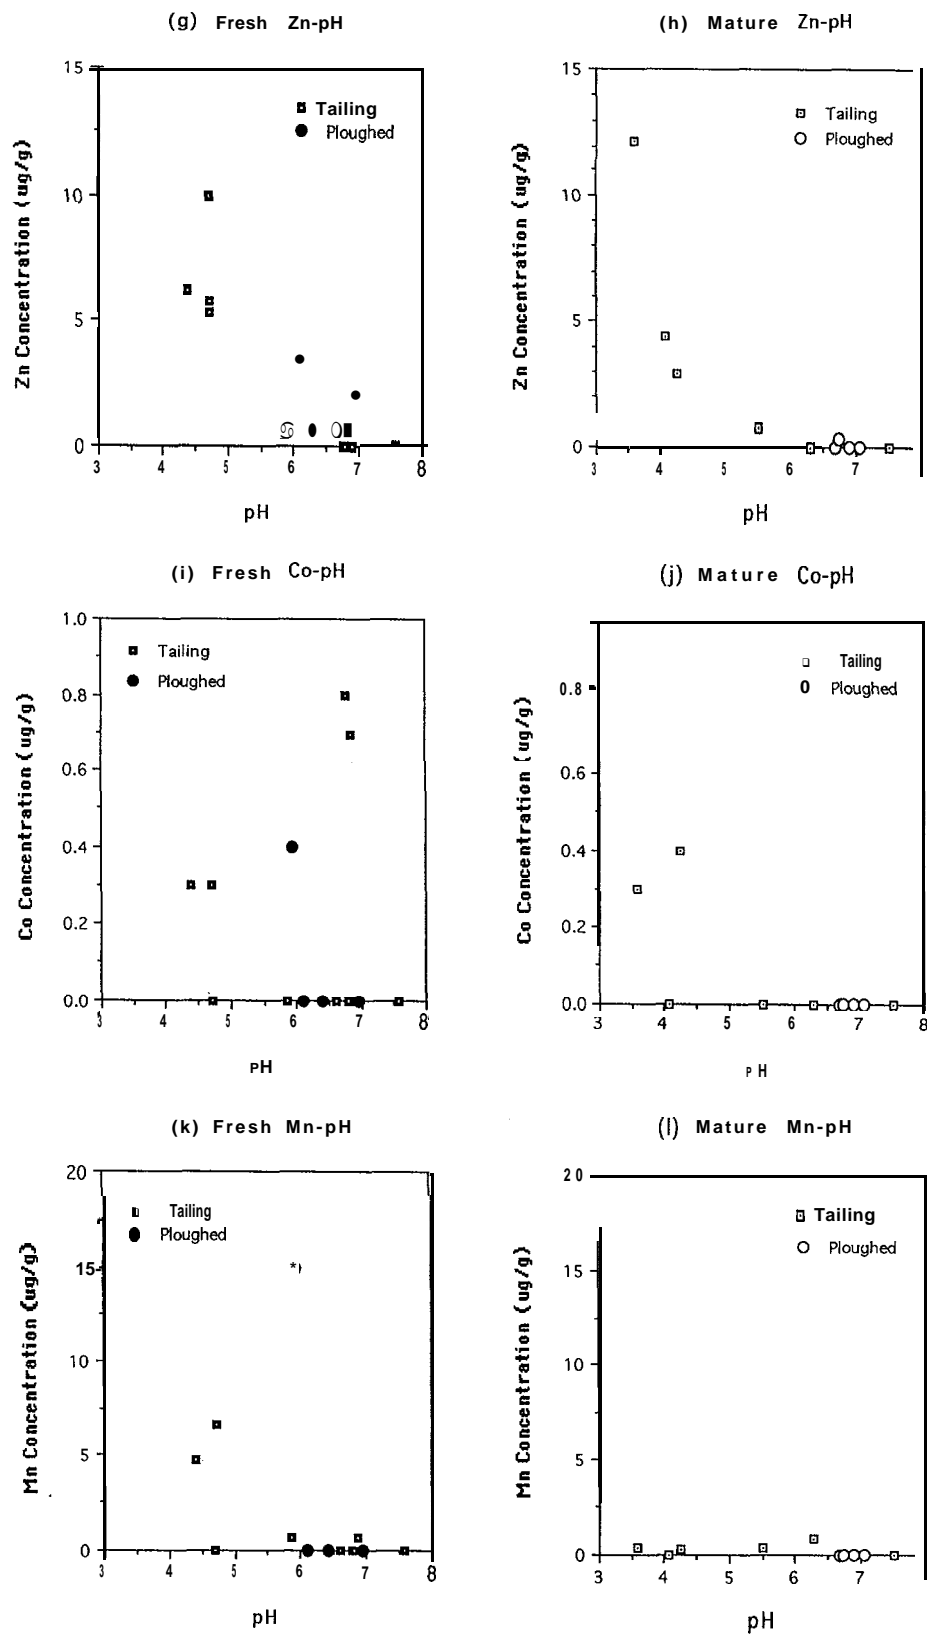 (g) Fresh Zn-pH
15
10
5
0
Zn Concentration (ug/g)
Tailing
Ploughed
3 4 5 6 7 8
pH
(h) Mature Zn-pH
15
10
5
0
Zn Concentration (ug/g)
Tailing
Ploughed
3 4 5 6 7
pH
(i) Fresh Co-pH
1.0
0.8
0.6
0.4
0.2
0.0
Co Concentration (ug/g)
Tailing
Ploughed
3 4 5 6 7 8
pH
(j) Mature Co-pH
0.8
0.6
0.4
0.2
0.0
Co Concentration (ug/g)
Tailing
Ploughed
3 4 5 6 7 8
pH
(k) Fresh Mn-pH
20
15
10
5
0
Mn Concentration (ug/g)
Tailing
Ploughed
3 4 5 6 7 8
pH
(l) Mature Mn-pH
20
15
10
5
0
Mn Concentration (ug/g)
Tailing
Ploughed
3 4 5 6 7
pH